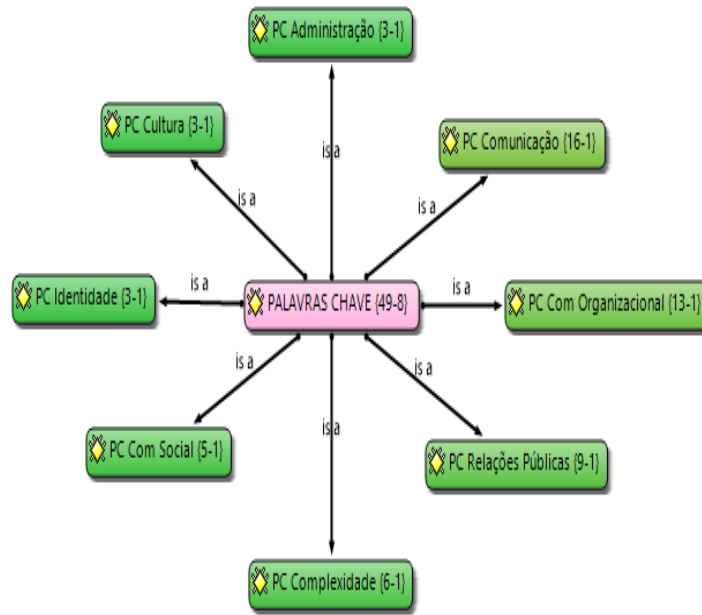 PC Administração {3-1}
PC Cultura {3-1}
PC Comunicação {16-1}
is a
is a
is a
PC Identidade {3-1}
is a
PALAVRAS CHAVE {49-8}
is a
PC Com Organizacional {13-1}
is a
is a
is a
PC Com Social {5-1}
PC Relações Públicas {9-1}
PC Complexidade {6-1}